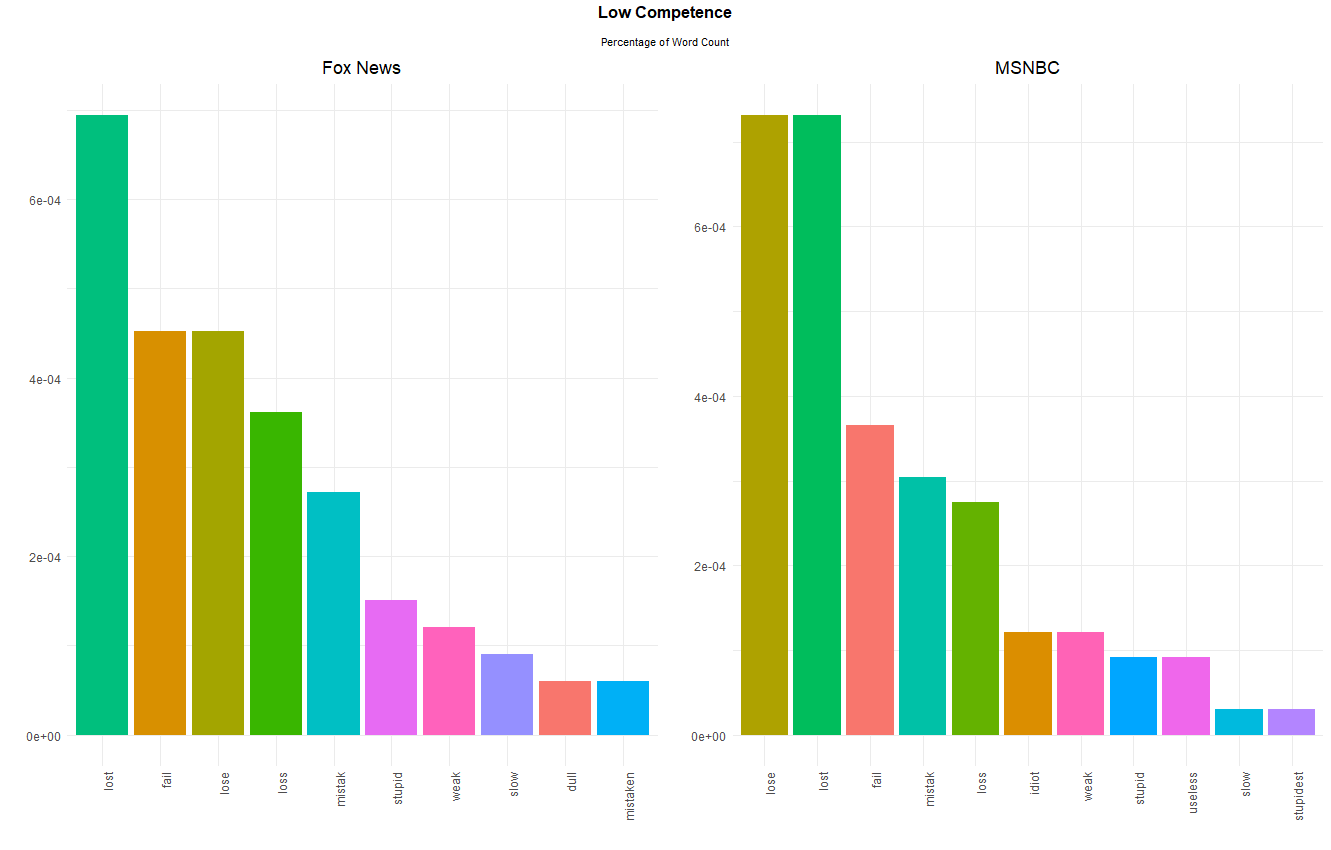 Low Competence
Percentage of Word Count
Fox News
6e-04
4e-04
2e-04
0e+00
lost
fail
lose
loss
mistak
stupid
weak
slow
dull
mistaken
MSNBC
6e-04
4e-04
2e-04
0e+00
lose
lost
fail
mistak
loss
idiot
weak
stupid
useless
slow
stupidest